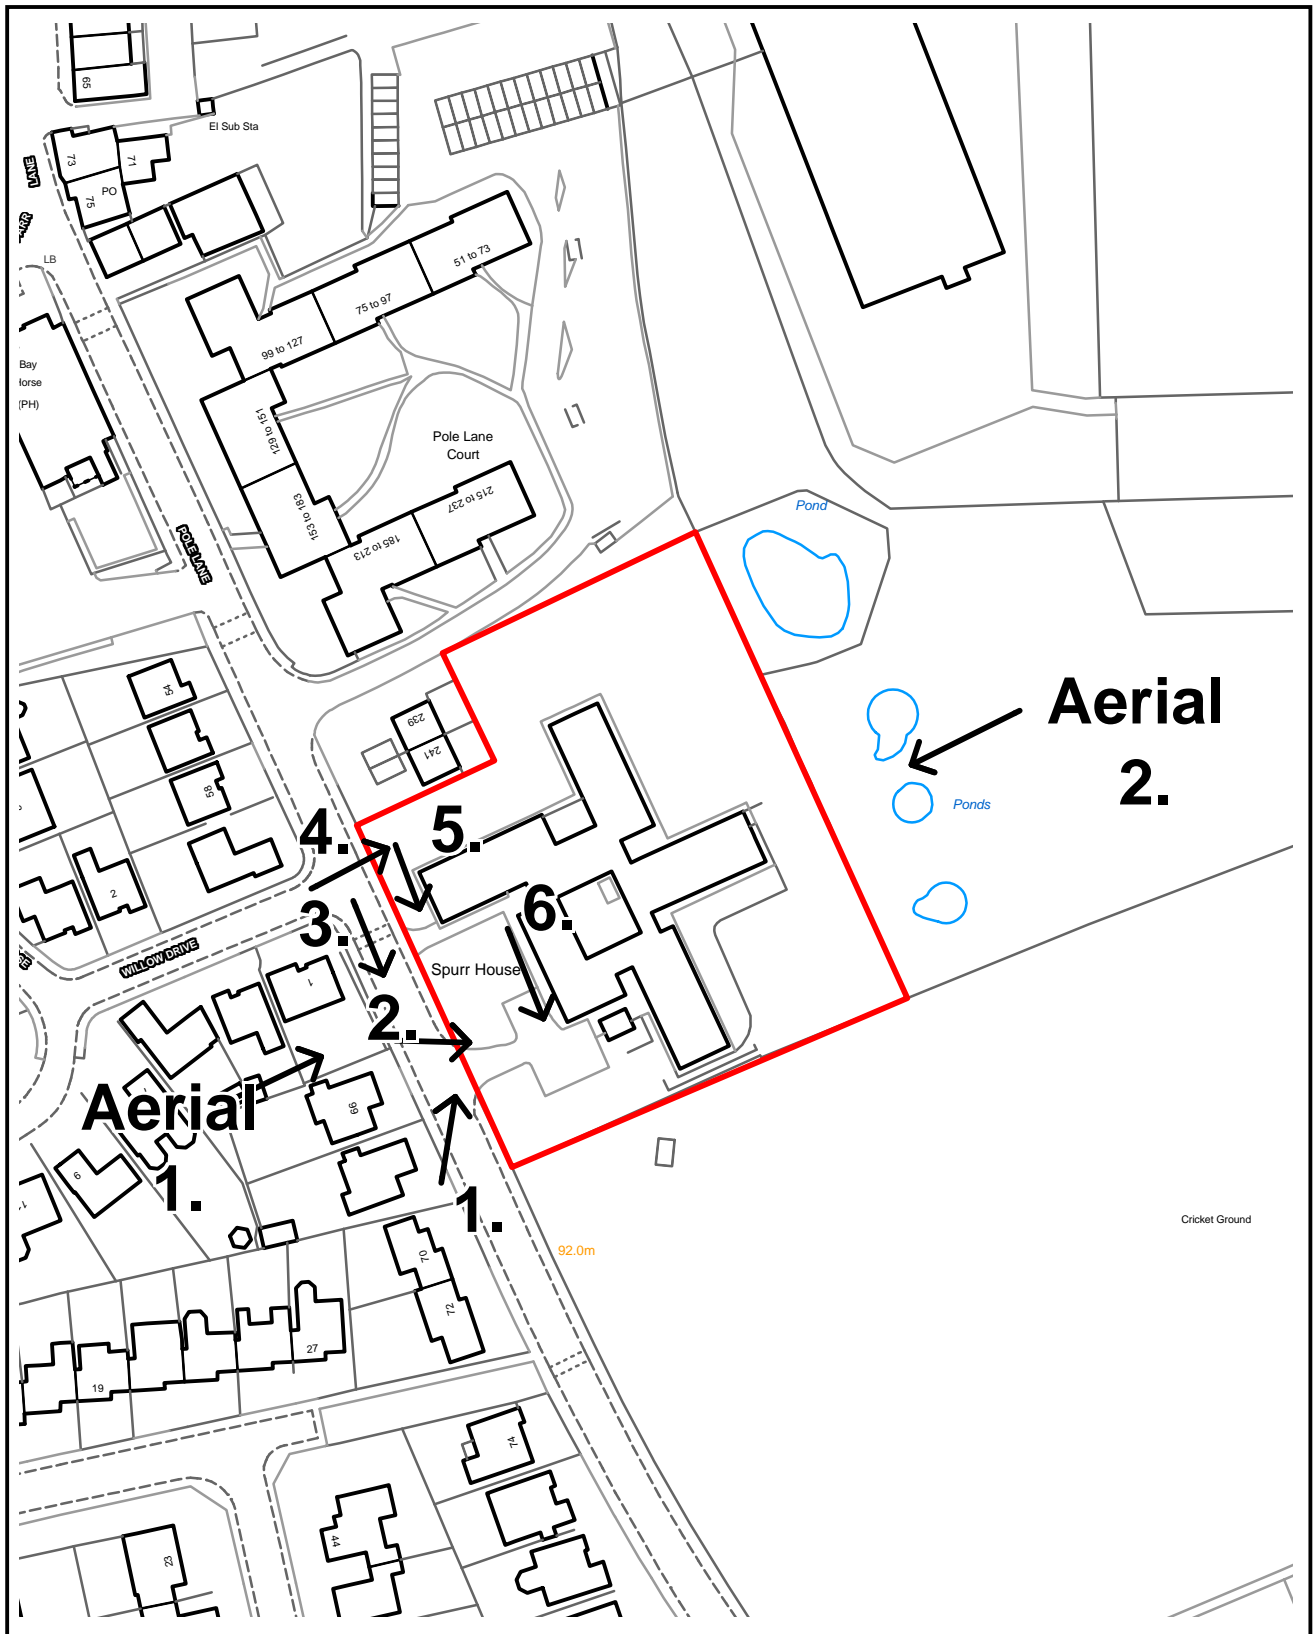 65
El Sub Sta
LANE
73
71
PO
75
LB
51 to 73
75 to 97
99 to 127
Bay
Horse
(PH)
129 to 151
Pole Lane
Court
153 to 183
215 to 237
185 to 213
POLE LANE
Pond
54
239
241
58
Aerial
2.
Ponds
4.
5.
2
3.
6.
WILLOW DRIVE
Spurr House
1
2.
Aerial
1.
66
9
1.
Cricket Ground
92.0m
70
72
27
19
74
44
23